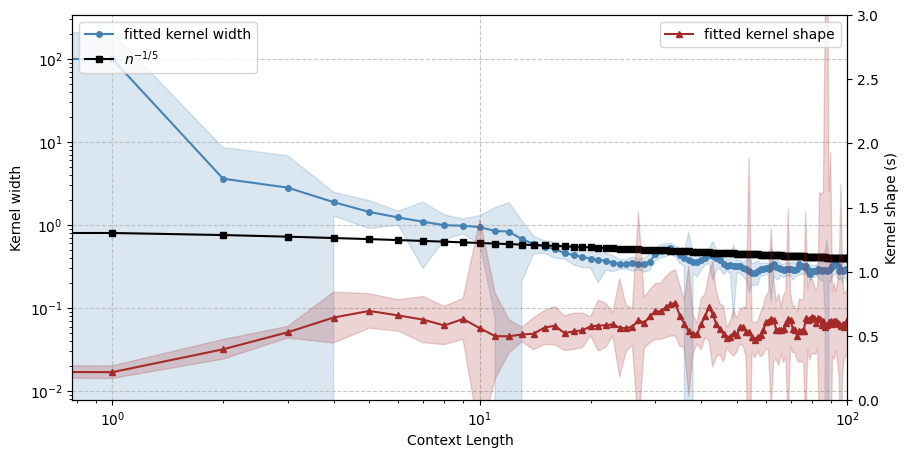 fitted kernel width
n^{-1/5}
fitted kernel shape
Kernel width
10^2
10^1
10^0
10^{-1}
10^{-2}
3.0
2.5
2.0
1.5
1.0
0.5
0.0
Kernel shape (s)
10^0
10^1
10^2
Context Length